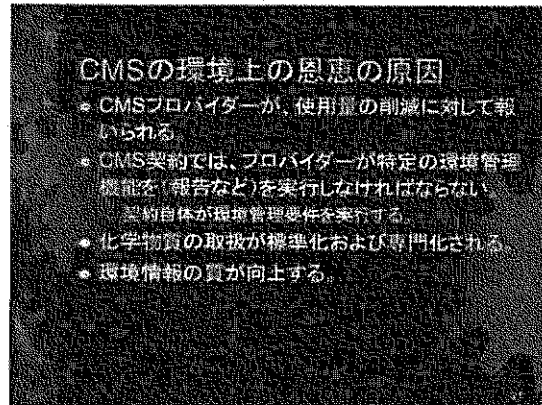 CMSの環境上の恩恵の原因
• CMSプロバイダーが、使用量の削減に対して報
いられる
• CMS契約では、プロバイダーが特定の環境管理
機能を(報告など)を実行しなければならない
契約自体が環境管理要件を実行する。
• 化学物質の取扱が標準化および専門化される。
• 環境情報の質が向上する。